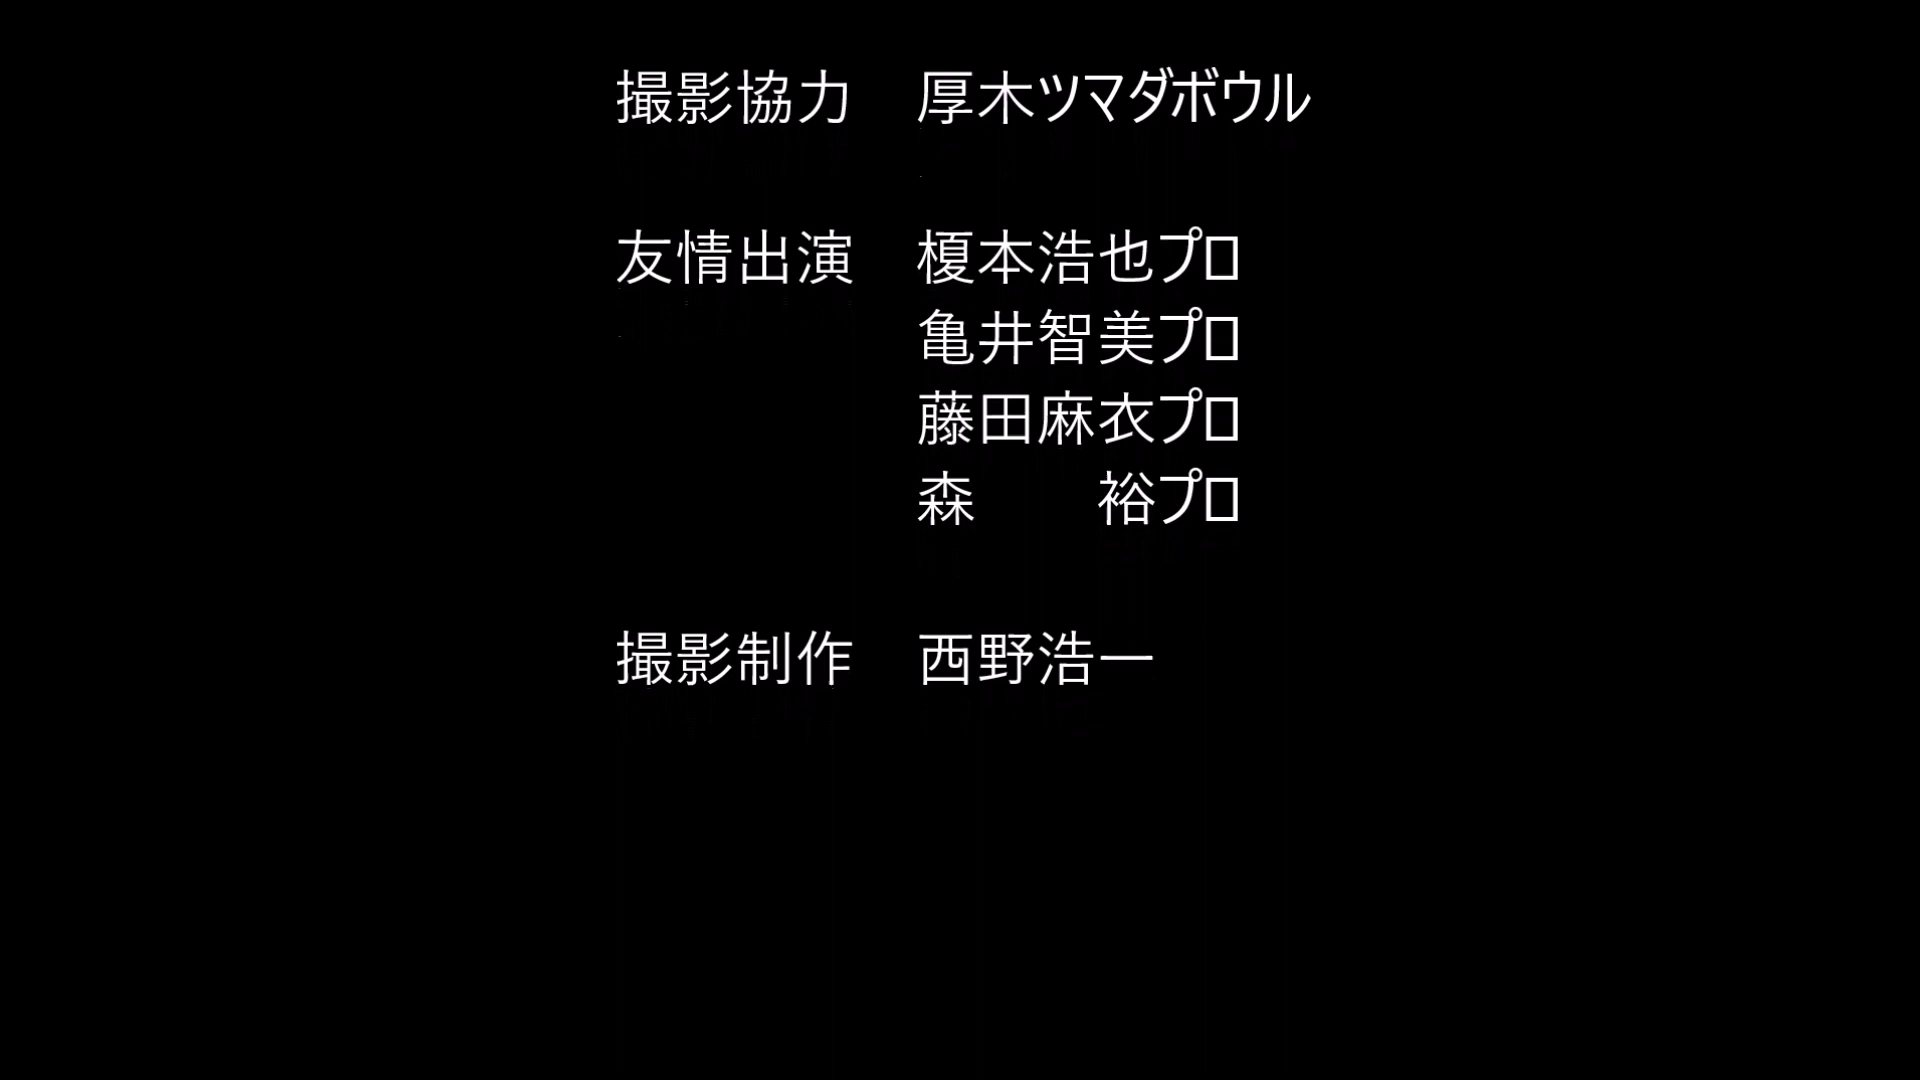 撮影協力　厚木ツマダボウル
友情出演　榎本浩也プロ
亀井智美プロ
藤田麻衣プロ
森　　裕プロ
撮影制作　西野浩一